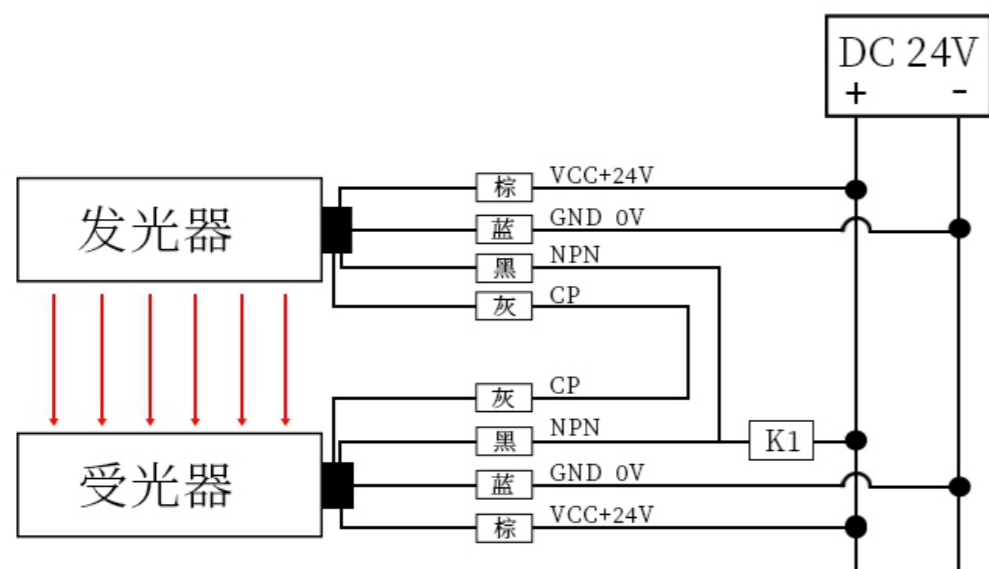 DC 24V
+ -
棕 VCC+24V
发光器
蓝 GND 0V
黑 NPN
灰 CP
灰 CP
黑 NPN
K1
受光器
蓝 GND 0V
棕 VCC+24V